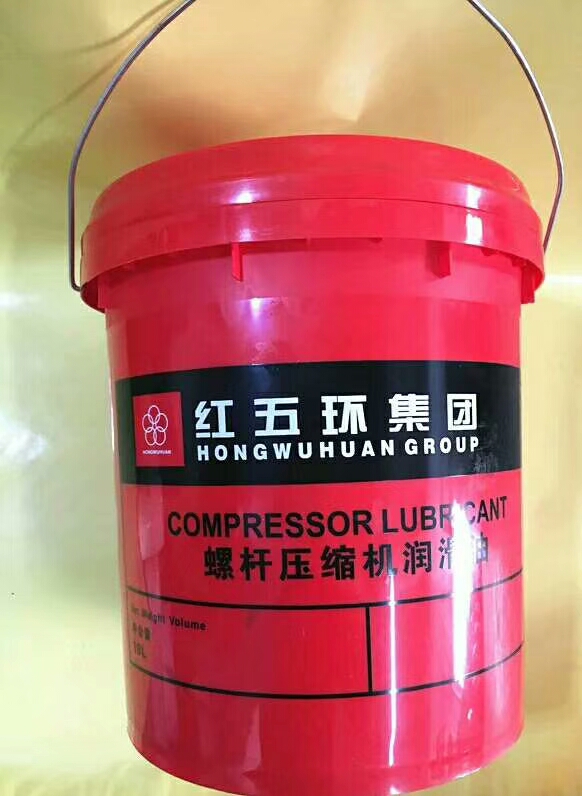 红五环集团
HONGWUHUAN
HONGWUHUAN GROUP
COMPRESSOR LUBRICANT
螺杆压缩机润滑油
Net Weight Volume
净含量
18L